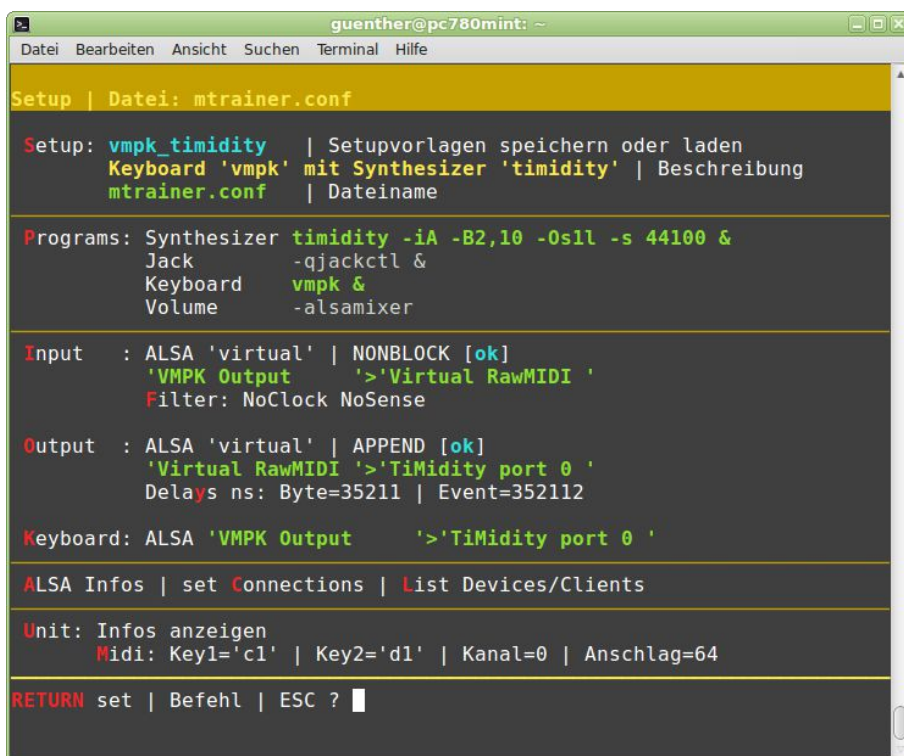 guenther@pc780mint: ~
Datei Bearbeiten Ansicht Suchen Terminal Hilfe
Setup | Datei: mtrainer.conf
Setup: vmpk_timidity | Setupvorlagen speichern oder laden
Keyboard 'vmpk' mit Synthesizer 'timidity' | Beschreibung
mtrainer.conf | Dateiname
Programs: Synthesizer timidity -iA -B2,10 -Os1l -s 44100 &
Jack -qjackctl &
Keyboard vmpk &
Volume -alsamixer
Input : ALSA 'virtual' | NONBLOCK [ok]
'VMPK Output '>'Virtual RawMIDI '
Filter: NoClock NoSense
Output : ALSA 'virtual' | APPEND [ok]
'Virtual RawMIDI '>'TiMidity port 0 '
Delays ns: Byte=35211 | Event=352112
Keyboard: ALSA 'VMPK Output '>'TiMidity port 0 '
ALSA Infos | set Connections | List Devices/Clients
Unit: Infos anzeigen
Midi: Key1='c1' | Key2='d1' | Kanal=0 | Anschlag=64
RETURN set | Befehl | ESC ?